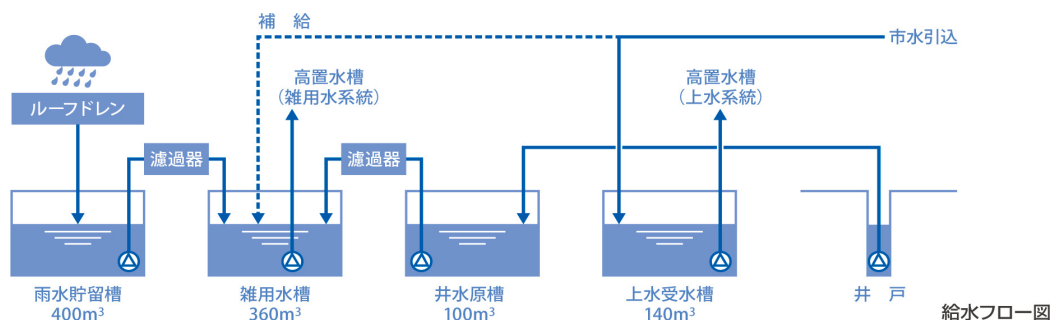 補 給
市水引込
高置水槽
（雑用水系統）
高置水槽
（上水系統）
ルーフドレン
濾過器
濾過器
雨水貯留槽
400m³
雑用水槽
360m³
井水原槽
100m³
上水受水槽
140m³
井 戸
給水フロー図